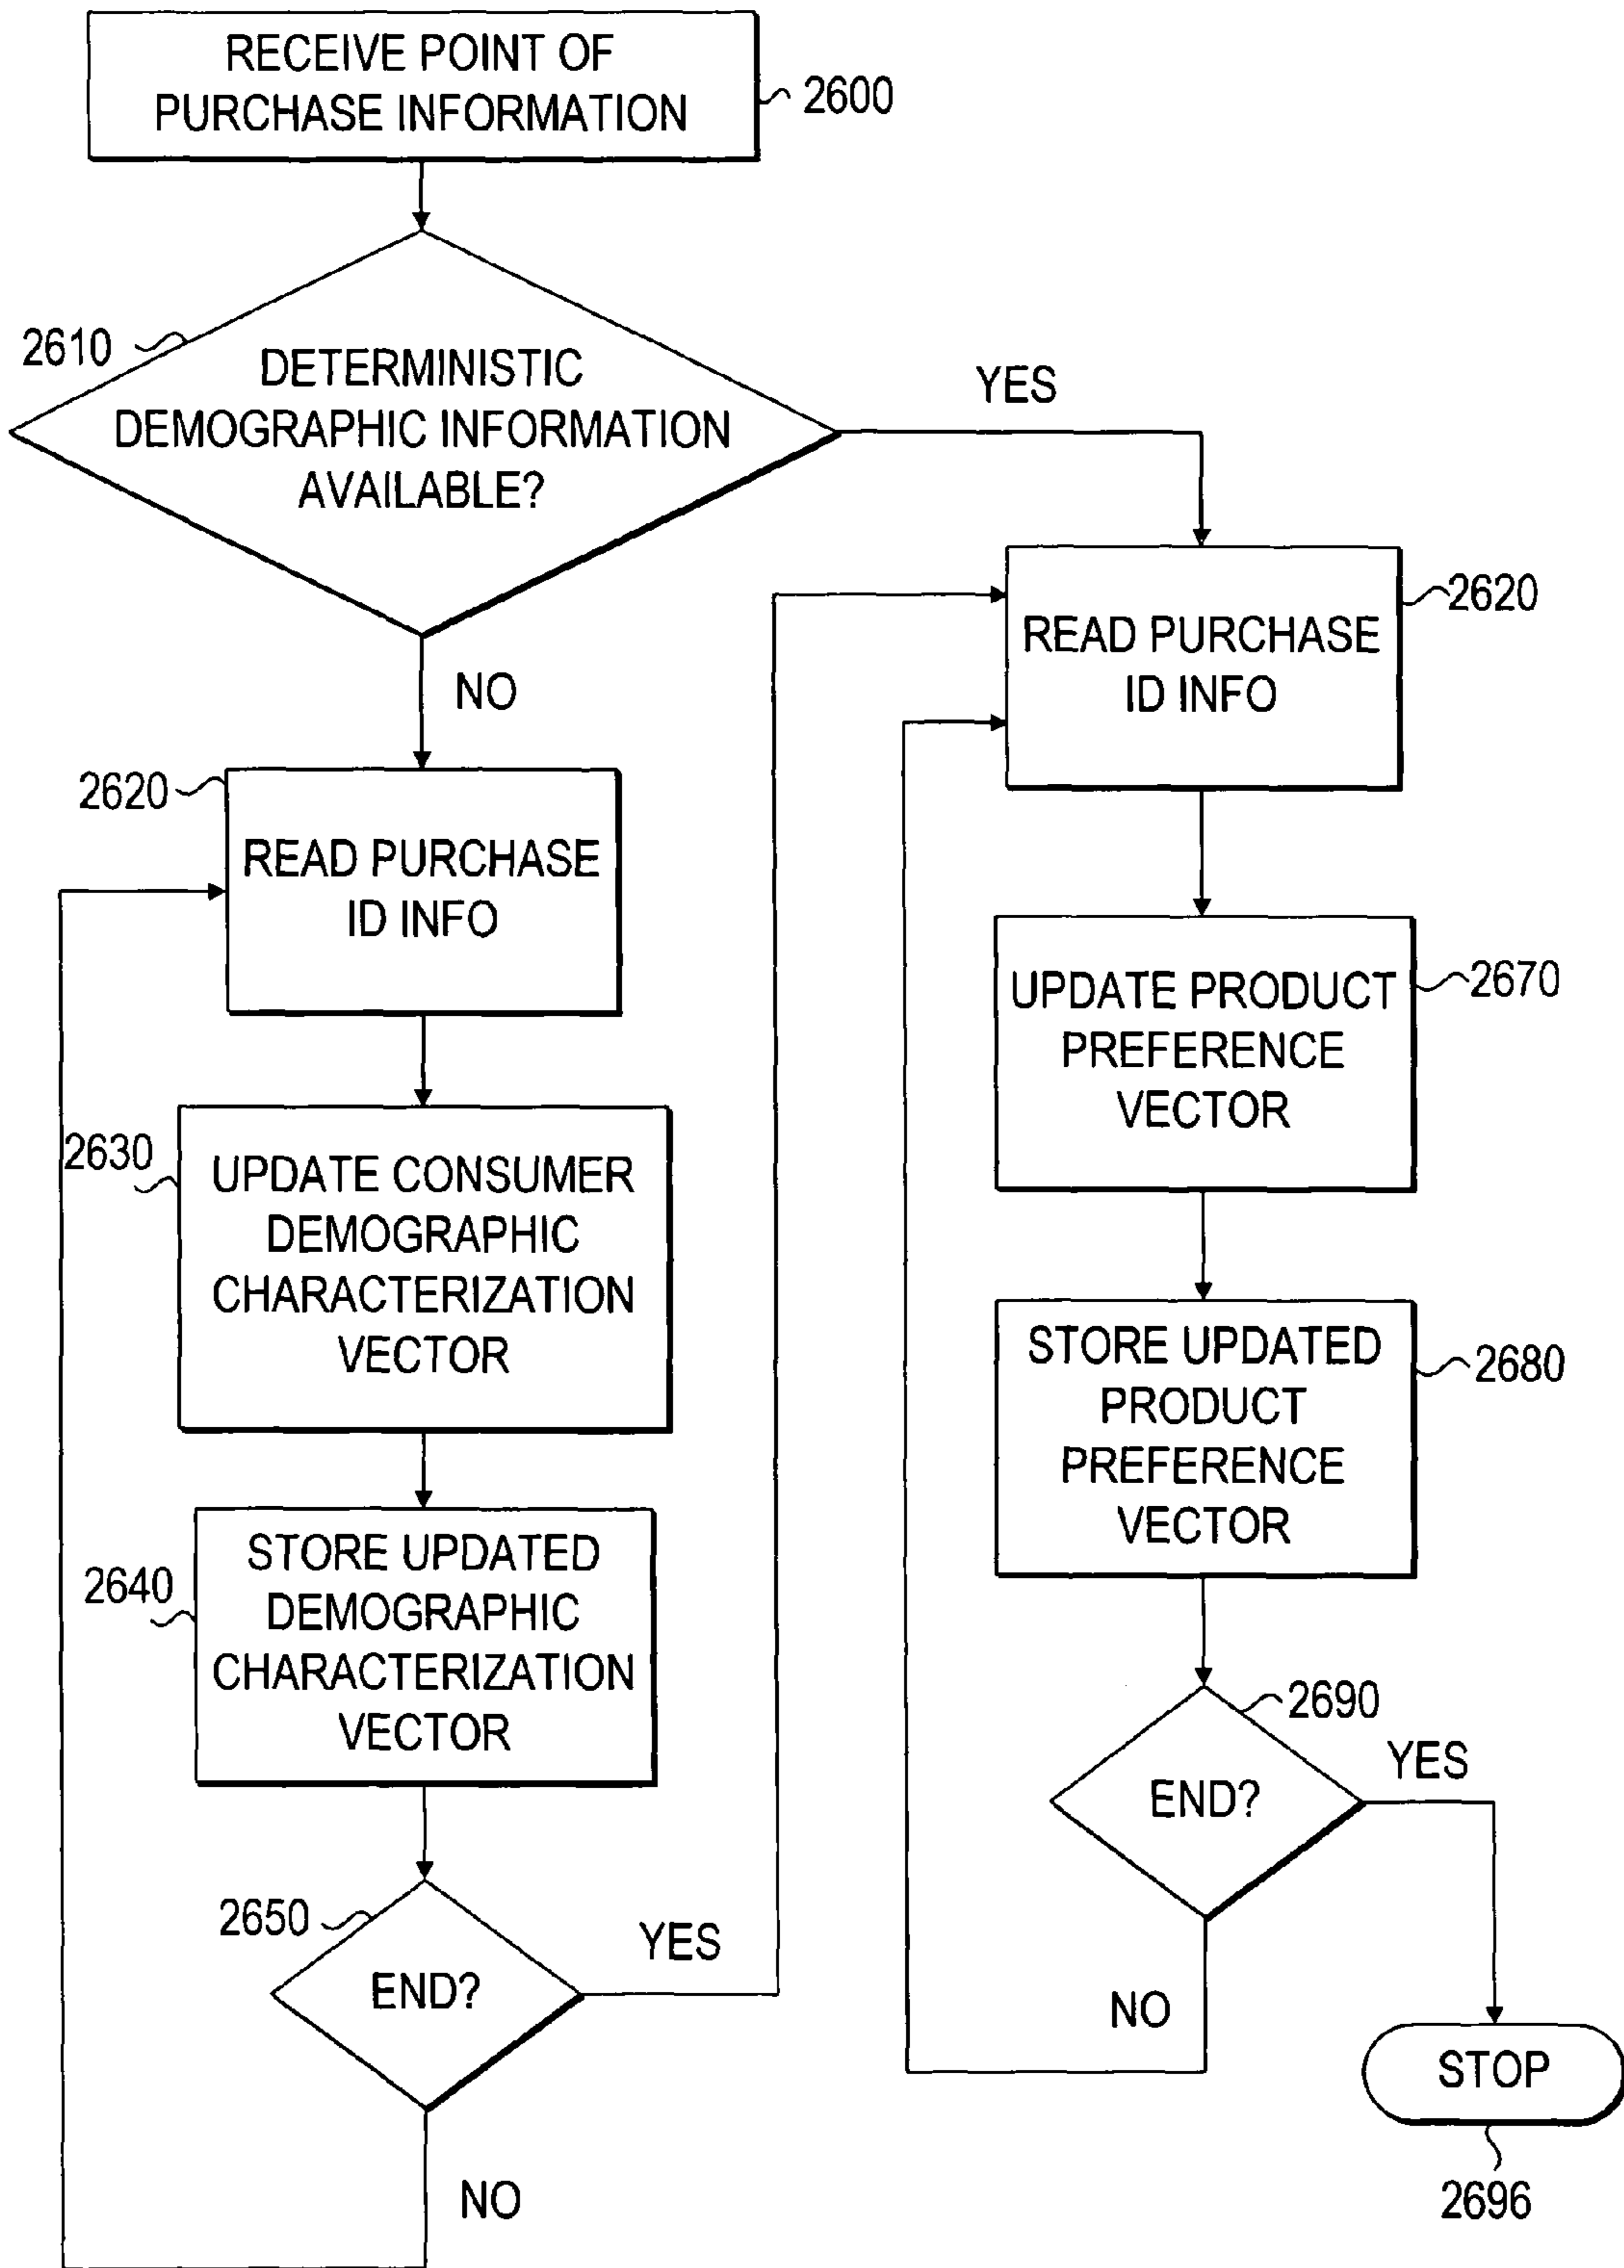 RECEIVE POINT OF
PURCHASE INFORMATION
2600
2610
DETERMINISTIC
DEMOGRAPHIC INFORMATION
AVAILABLE?
YES
NO
2620
READ PURCHASE
ID INFO
2630
UPDATE CONSUMER
DEMOGRAPHIC
CHARACTERIZATION
VECTOR
2640
STORE UPDATED
DEMOGRAPHIC
CHARACTERIZATION
VECTOR
2650
END?
YES
NO
2620
READ PURCHASE
ID INFO
2670
UPDATE PRODUCT
PREFERENCE
VECTOR
2680
STORE UPDATED
PRODUCT
PREFERENCE
VECTOR
2690
END?
YES
NO
STOP
2696